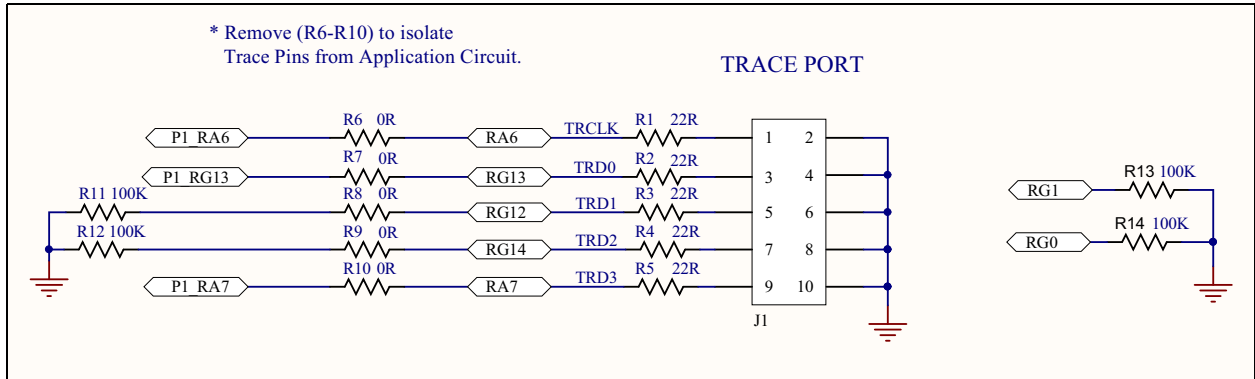 * Remove (R6-R10) to isolate
Trace Pins from Application Circuit.
TRACE PORT
P1_RA6 R6 0R RA6 TRCLK R1 22R 1 2
P1_RG13 R7 0R RG13 TRD0 R2 22R 3 4
R11 100K R8 0R RG12 TRD1 R3 22R 5 6
R12 100K R9 0R RG14 TRD2 R4 22R 7 8
P1_RA7 R10 0R RA7 TRD3 R5 22R 9 10
J1
RG1 R13 100K
RG0 R14 100K